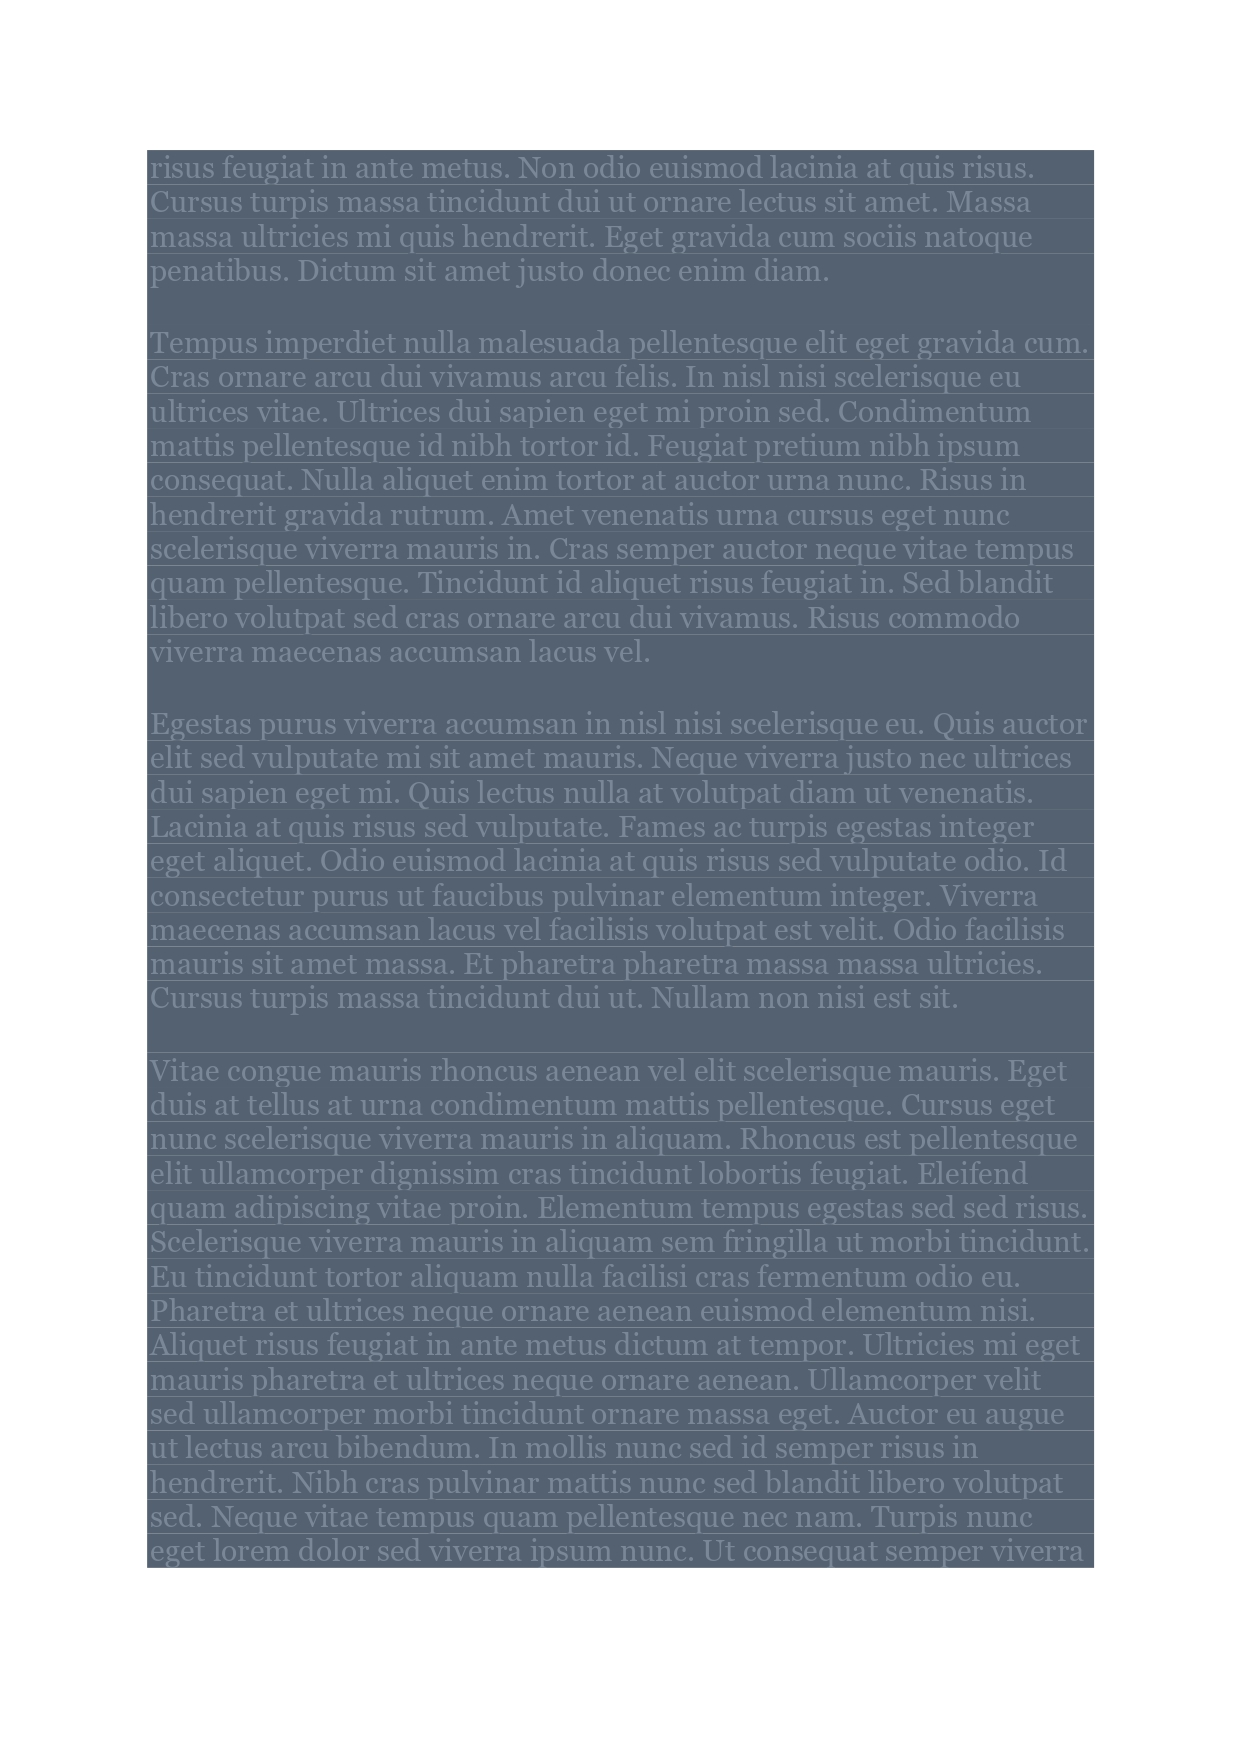 risus feugiat in ante metus. Non odio euismod lacinia at quis risus.
Cursus turpis massa tincidunt dui ut ornare lectus sit amet. Massa
massa ultricies mi quis hendrerit. Eget gravida cum sociis natoque
penatibus. Dictum sit amet justo donec enim diam.
Tempus imperdiet nulla malesuada pellentesque elit eget gravida cum.
Cras ornare arcu dui vivamus arcu felis. In nisl nisi scelerisque eu
ultrices vitae. Ultrices dui sapien eget mi proin sed. Condimentum
mattis pellentesque id nibh tortor id. Feugiat pretium nibh ipsum
consequat. Nulla aliquet enim tortor at auctor urna nunc. Risus in
hendrerit gravida rutrum. Amet venenatis urna cursus eget nunc
scelerisque viverra mauris in. Cras semper auctor neque vitae tempus
quam pellentesque. Tincidunt id aliquet risus feugiat in. Sed blandit
libero volutpat sed cras ornare arcu dui vivamus. Risus commodo
viverra maecenas accumsan lacus vel.
Egestas purus viverra accumsan in nisl nisi scelerisque eu. Quis auctor
elit sed vulputate mi sit amet mauris. Neque viverra justo nec ultrices
dui sapien eget mi. Quis lectus nulla at volutpat diam ut venenatis.
Lacinia at quis risus sed vulputate. Fames ac turpis egestas integer
eget aliquet. Odio euismod lacinia at quis risus sed vulputate odio. Id
consectetur purus ut faucibus pulvinar elementum integer. Viverra
maecenas accumsan lacus vel facilisis volutpat est velit. Odio facilisis
mauris sit amet massa. Et pharetra pharetra massa massa ultricies.
Cursus turpis massa tincidunt dui ut. Nullam non nisi est sit.
Vitae congue mauris rhoncus aenean vel elit scelerisque mauris. Eget
duis at tellus at urna condimentum mattis pellentesque. Cursus eget
nunc scelerisque viverra mauris in aliquam. Rhoncus est pellentesque
elit ullamcorper dignissim cras tincidunt lobortis feugiat. Eleifend
quam adipiscing vitae proin. Elementum tempus egestas sed sed risus.
Scelerisque viverra mauris in aliquam sem fringilla ut morbi tincidunt.
Eu tincidunt tortor aliquam nulla facilisi cras fermentum odio eu.
Pharetra et ultrices neque ornare aenean euismod elementum nisi.
Aliquet risus feugiat in ante metus dictum at tempor. Ultricies mi eget
mauris pharetra et ultrices neque ornare aenean. Ullamcorper velit
sed ullamcorper morbi tincidunt ornare massa eget. Auctor eu augue
ut lectus arcu bibendum. In mollis nunc sed id semper risus in
hendrerit. Nibh cras pulvinar mattis nunc sed blandit libero volutpat
sed. Neque vitae tempus quam pellentesque nec nam. Turpis nunc
eget lorem dolor sed viverra ipsum nunc. Ut consequat semper viverra